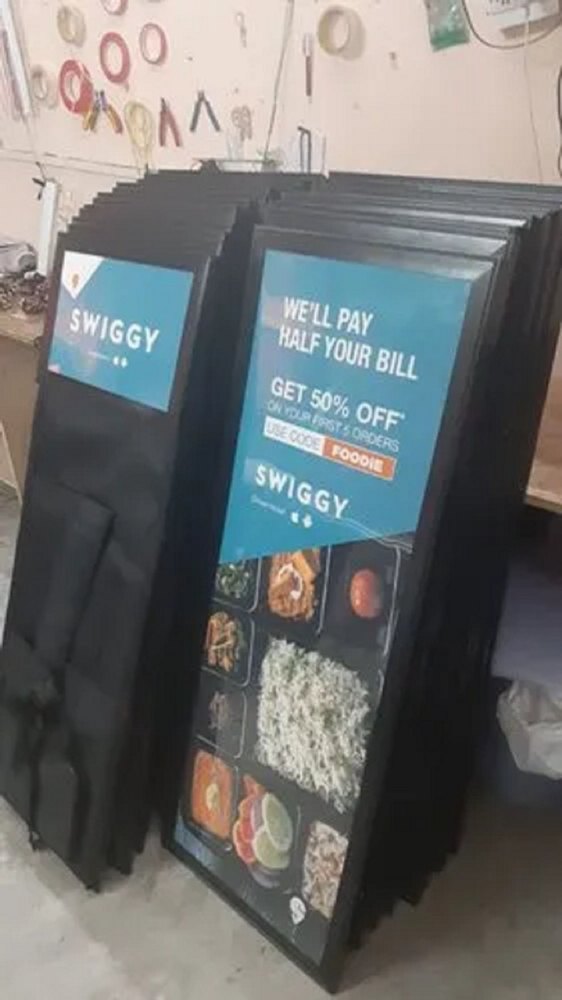 SWIGGY
WE'LL PAY
HALF YOUR BILL
GET 50% OFF*
ON YOUR FIRST 5 ORDERS
USE CODE FOODIE
SWIGGY
Download